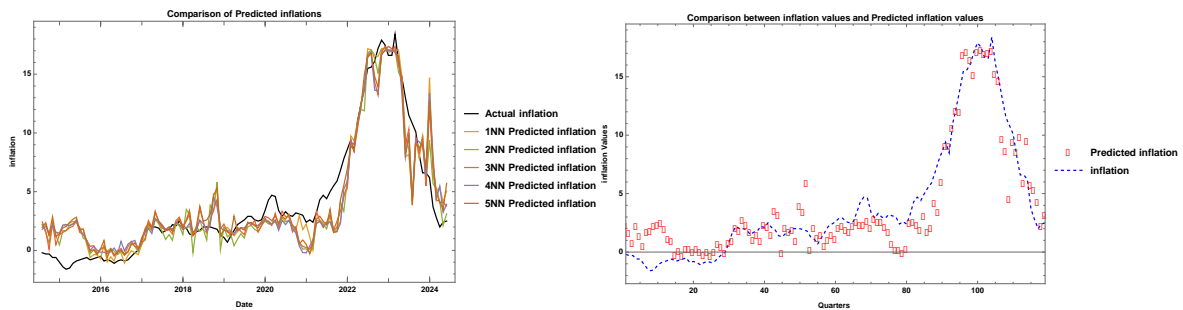 Comparison of Predicted inflations
inflation
15
10
5
0
2016
2018
2020
2022
2024
Date
Actual inflation
1NN Predicted inflation
2NN Predicted inflation
3NN Predicted inflation
4NN Predicted inflation
5NN Predicted inflation
Comparison between inflation values and Predicted inflation values
inflation Values
15
10
5
0
20
40
60
80
100
Quarters
Predicted inflation
inflation